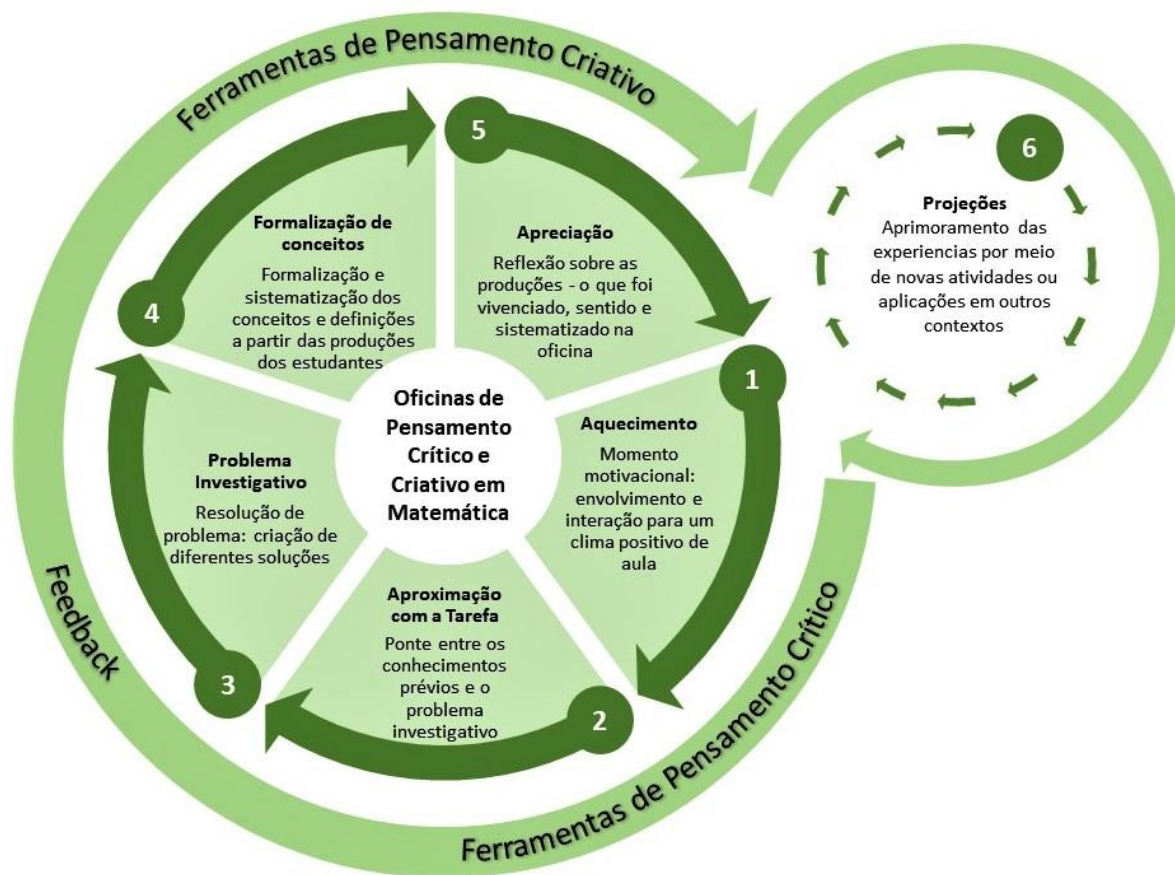 Ferramentas de Pensamento Criativo
Feedback
Ferramentas de Pensamento Crítico
Oficinas de
Pensamento
Crítico e
Criativo em
Matemática
1
Aquecimento
Momento
motivacional:
envolvimento e
interação para um
clima positivo de
aula
2
Aproximação
com a Tarefa
Ponte entre os
conhecimentos
prévios e o
problema
investigativo
3
Problema
Investigativo
Resolução de
problema: criação de
diferentes soluções
4
Formalização de
conceitos
Formalização e
sistematização dos
conceitos e definições
a partir das produções
dos estudantes
5
Apreciação
Reflexão sobre as
produções - o que foi
vivenciado, sentido e
sistematizado na
oficina
6
Projeções
Aprimoramento das
experiencias por meio
de novas atividades ou
aplicações em outros
contextos